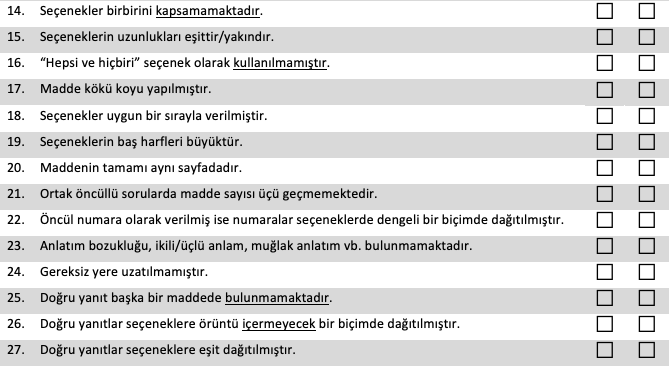 14. Seçenekler birbirini kapsamamaktadır.
15. Seçeneklerin uzunlukları eşittir/yakındır.
16. “Hepsi ve hiçbiri” seçenek olarak kullanılmamıştır.
17. Madde kökü koyu yapılmıştır.
18. Seçenekler uygun bir sırayla verilmiştir.
19. Seçeneklerin baş harfleri büyüktür.
20. Maddenin tamamı aynı sayfadadır.
21. Ortak öncüllü sorularda madde sayısı üçü geçmemektedir.
22. Öncül numara olarak verilmiş ise numaralar seçeneklerde dengeli bir biçimde dağıtılmıştır.
23. Anlatım bozukluğu, ikili/üçlü anlam, muğlak anlatım vb. bulunmamaktadır.
24. Gereksiz yere uzatılmamıştır.
25. Doğru yanıt başka bir maddede bulunmamaktadır.
26. Doğru yanıtlar seçeneklere örüntü içermeyecek bir biçimde dağıtılmıştır.
27. Doğru yanıtlar seçeneklere eşit dağıtılmıştır.